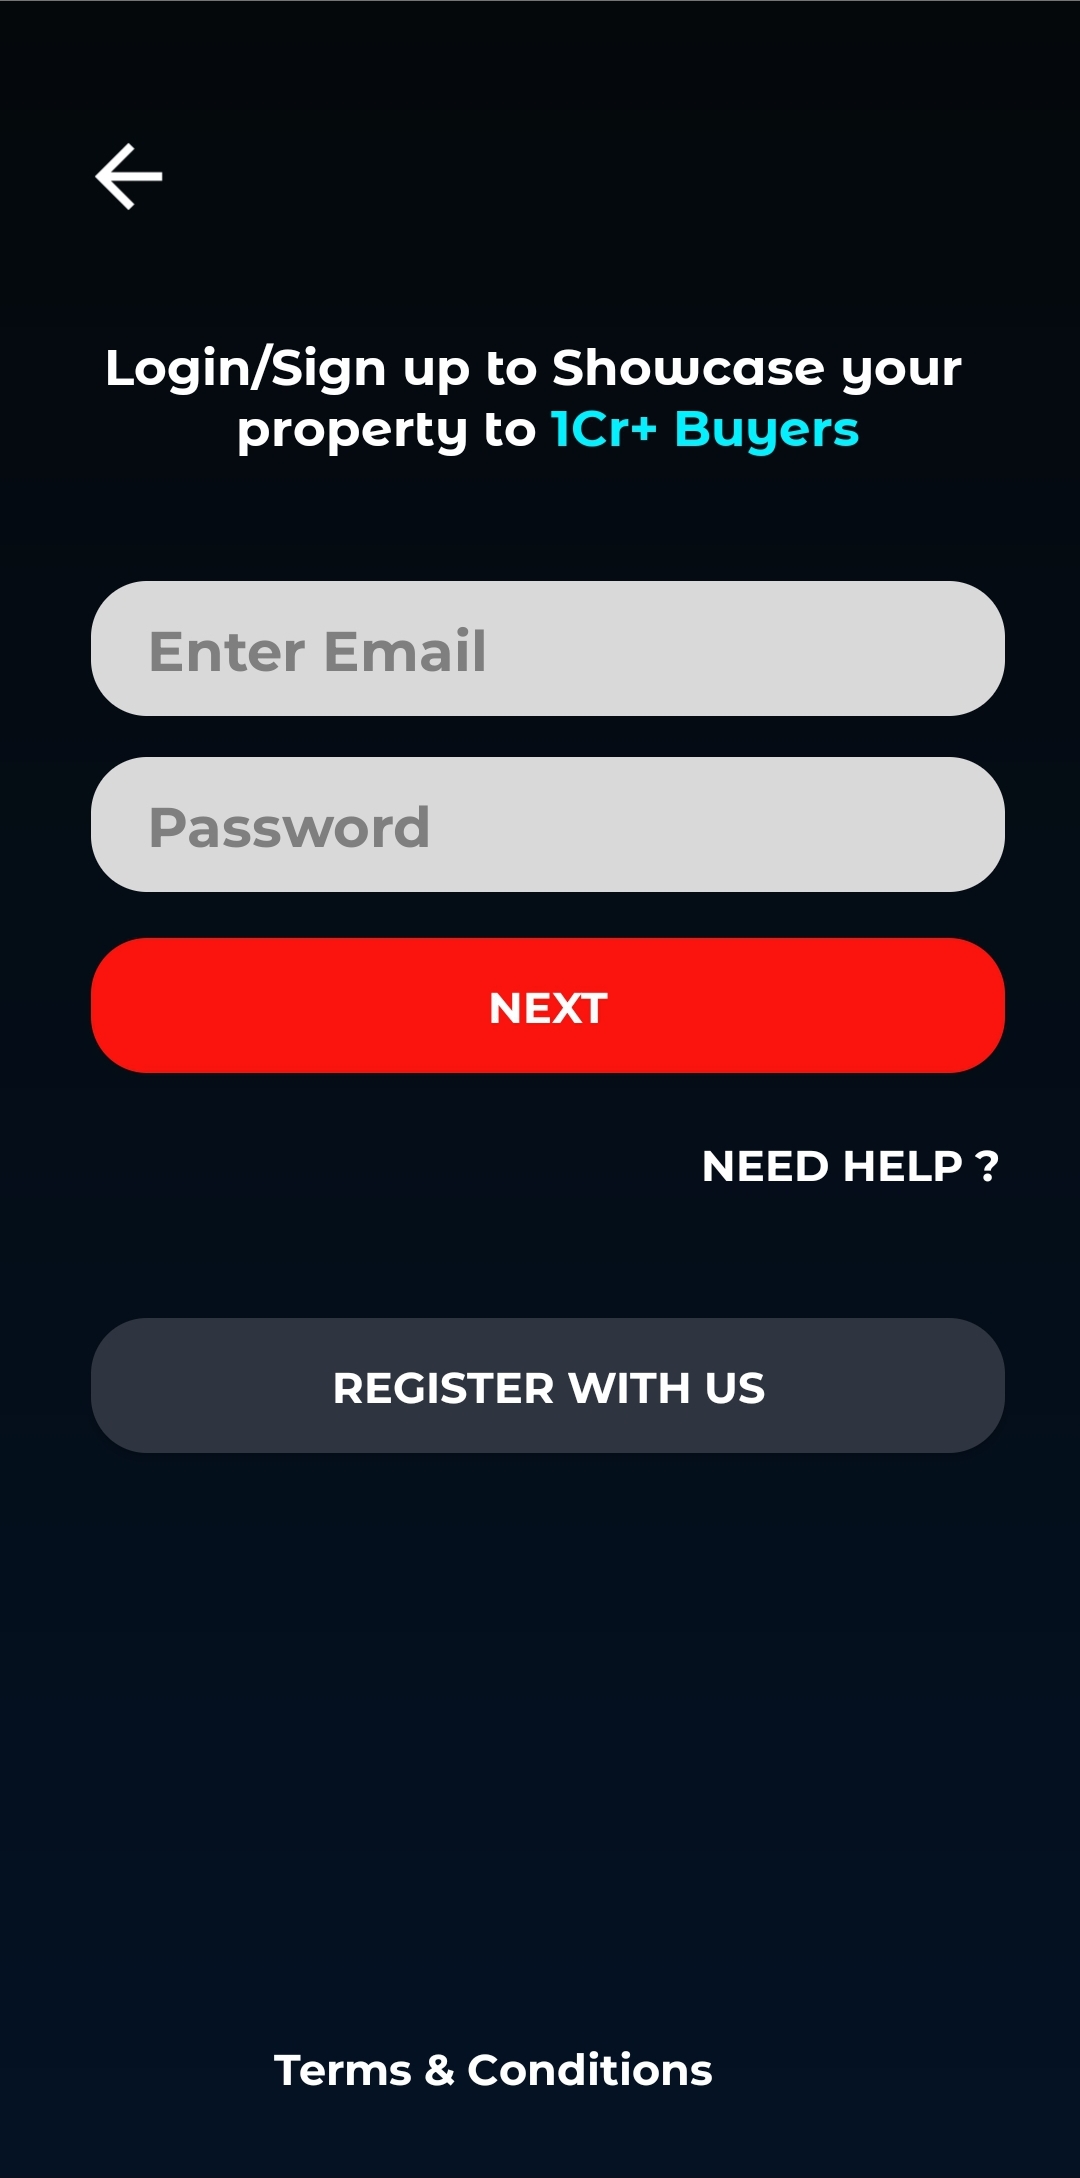 Login/Sign up to Showcase your
property to 1Cr+ Buyers
Enter Email
Password
NEXT
NEED HELP ?
REGISTER WITH US
Terms & Conditions